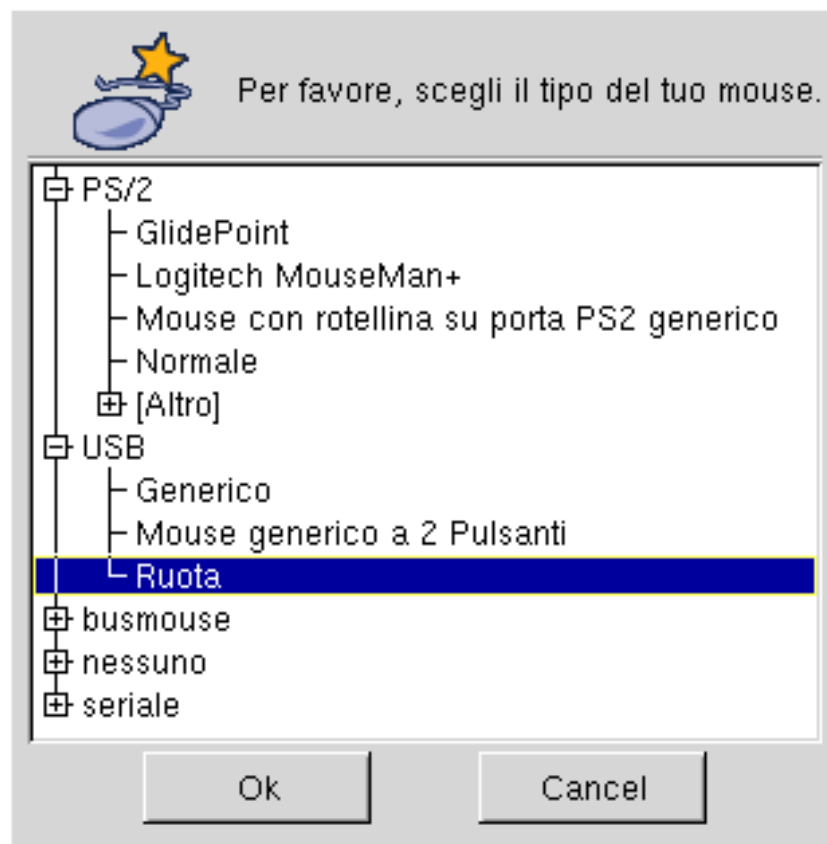 Per favore, scegli il tipo del tuo mouse.
PS/2
GlidePoint
Logitech MouseMan+
Mouse con rotellina su porta PS2 generico
Normale
[Altro]
USB
Generico
Mouse generico a 2 Pulsanti
Ruota
busmouse
nessuno
seriale
Ok Cancel